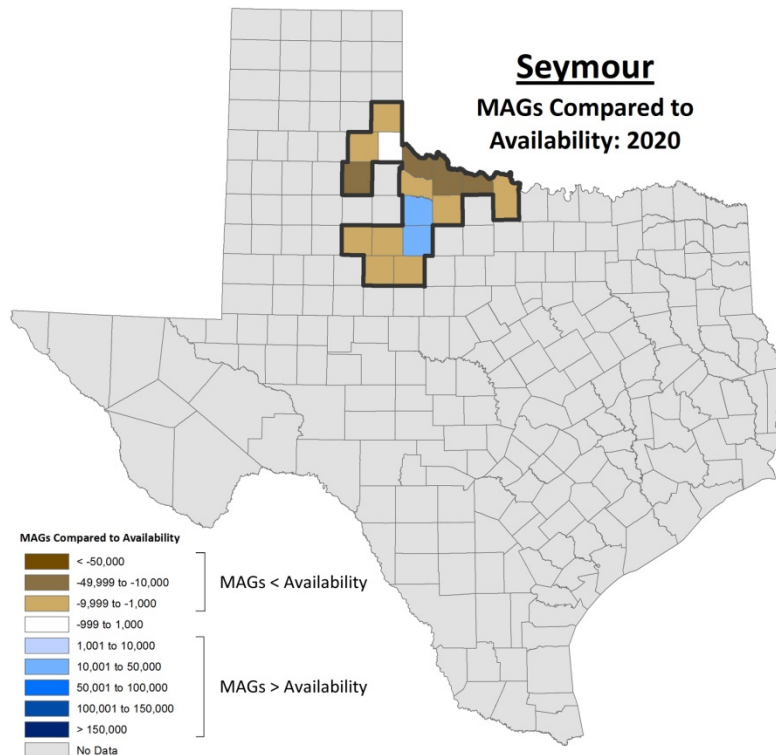 Seymour
MAGs Compared to
Availability: 2020
MAGs Compared to Availability
< -50,000
-49,999 to -10,000
-9,999 to -1,000
MAGs < Availability
-999 to 1,000
1,001 to 10,000
10,001 to 50,000
50,001 to 100,000
MAGs > Availability
100,001 to 150,000
> 150,000
No Data